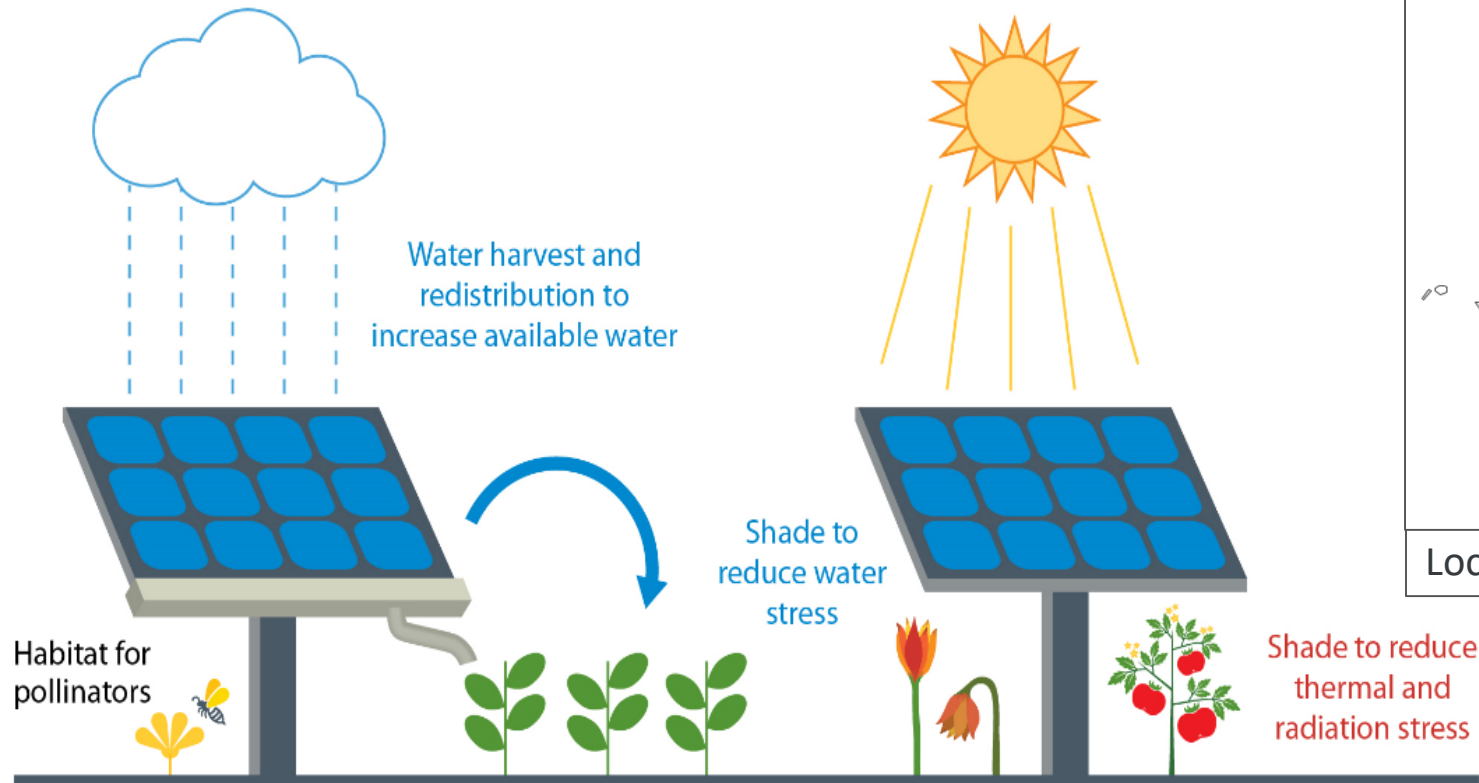 Water harvest and
redistribution to
increase available water
Shade to
reduce water
stress
Habitat for
pollinators
Shade to reduce
thermal and
radiation stress